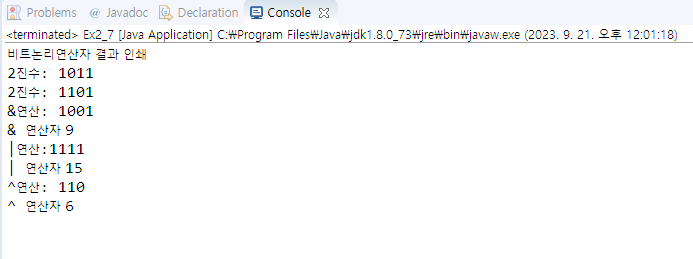 Problems @ Javadoc Declaration Console
<terminated> Ex2_7 [Java Application] C:₩Program Files₩Java₩jdk1.8.0_73₩jre₩bin₩javaw.exe (2023. 9. 21. 오후 12:01:18)
비트논리연산자 결과 인쇄
2진수: 1011
2진수: 1101
&연산: 1001
& 연산자 9
|연산:1111
| 연산자 15
^연산: 110
^ 연산자 6